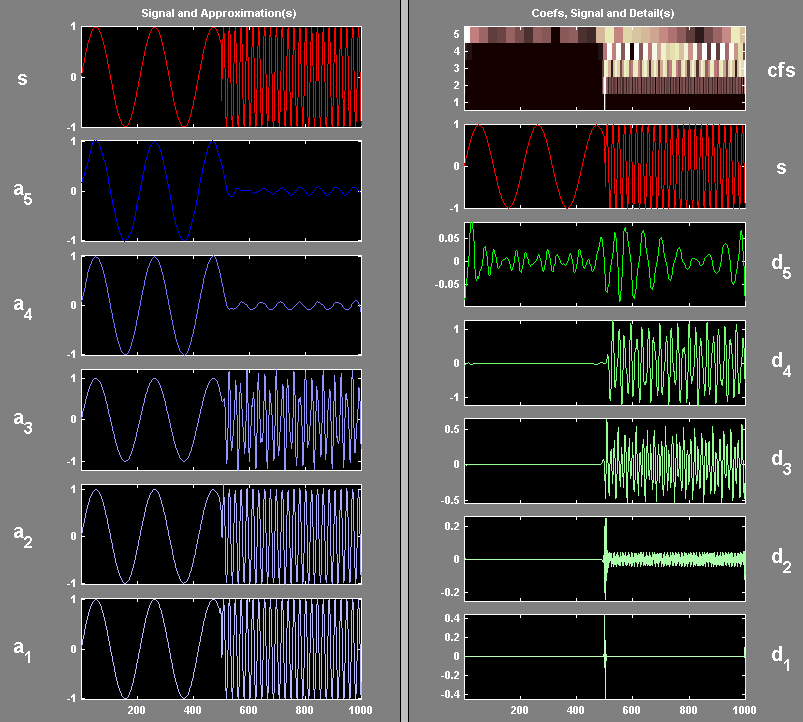 Signal and Approximation(s)
s
1
0
-1
a5
1
0
-1
a4
1
0
-1
a3
1
0
-1
a2
1
0
-1
a1
1
0
-1
200 400 600 800 1000
Coefs, Signal and Detail(s)
5
4
3
2
1
cfs
1
0
-1
s
0.05
0
-0.05
d5
1
0
-1
d4
0.5
0
-0.5
d3
0.2
0
-0.2
d2
0.4
0.2
0
-0.2
-0.4
d1
200 400 600 800 1000